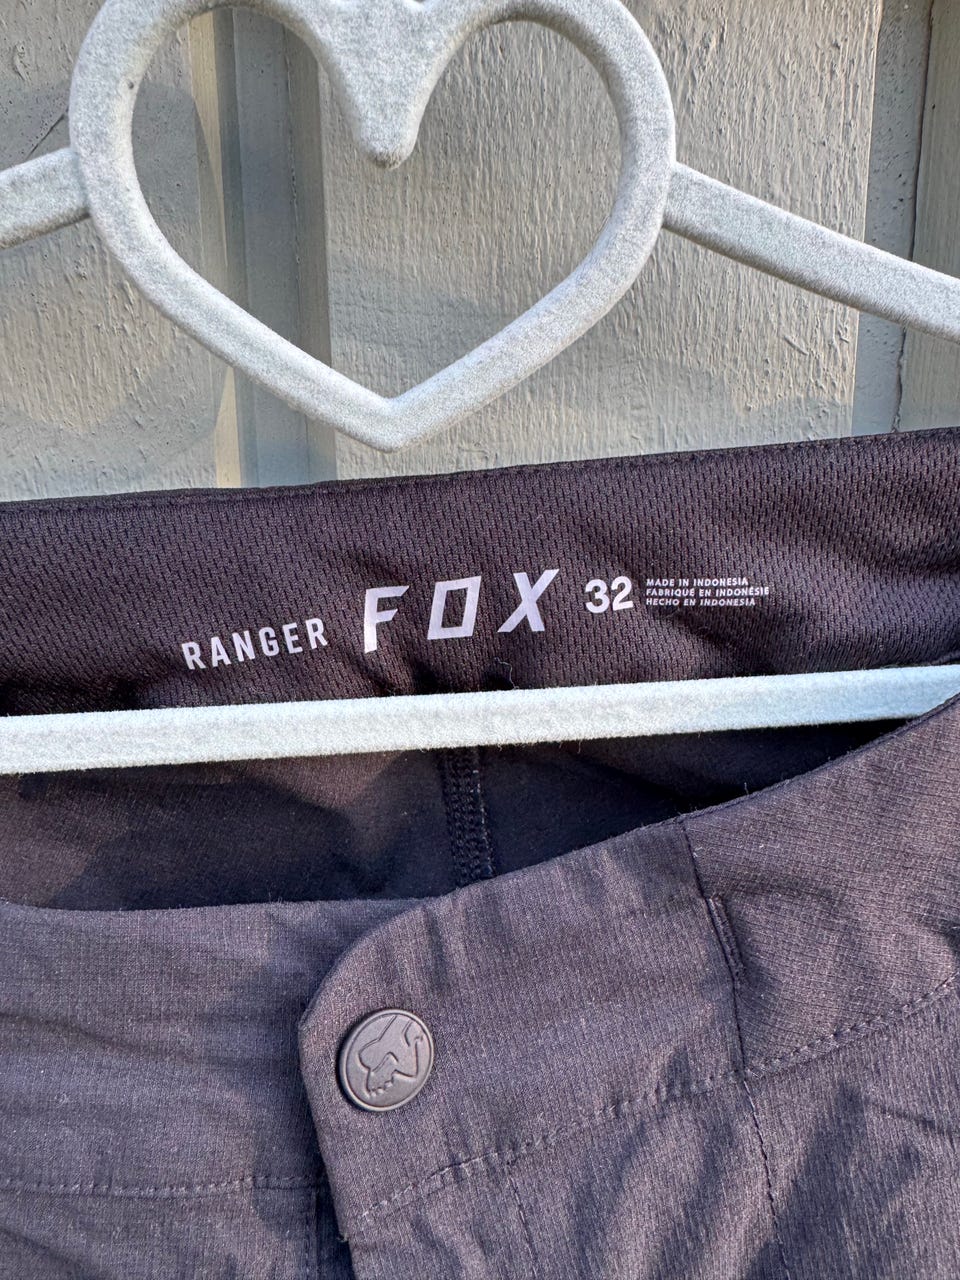 RANGER FOX 32
MADE IN INDONESIA
FABRIQUÉ EN INDONÉSIE
HECHO EN INDONESIA